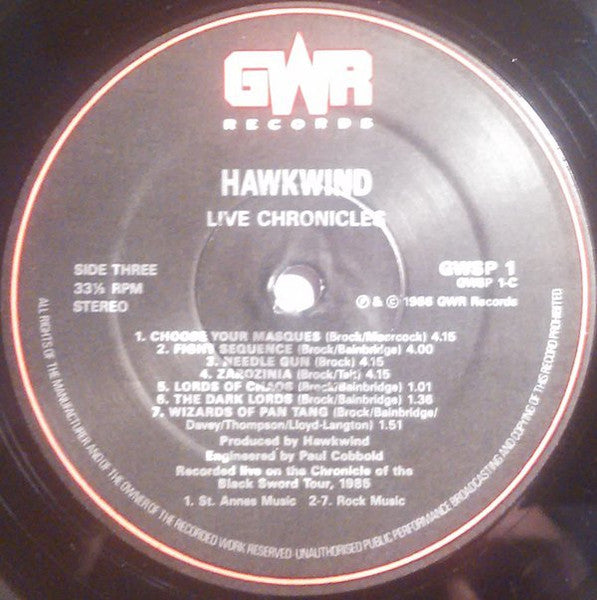 GWR
RECORDS
HAWKWIND
LIVE CHRONICLES
SIDE THREE
33⅓ RPM
STEREO
GWSP 1
GWSP 1-C
℗ & © 1986 GWR Records
1. CHOOSE YOUR MASQUES (Brock/Moorcock) 4.15
2. FIGHT SEQUENCE (Brock/Bainbridge) 4.00
3. NEEDLE GUN (Brock) 4.15
4. ZAROZINIA (Brock/Tait) 4.15
5. LORDS OF CHAOS (Brock/Bainbridge) 1.01
6. THE DARK LORDS (Brock/Bainbridge) 1.36
7. WIZARDS OF PAN TANG (Brock/Bainbridge/
Davey/Thompson/Lloyd-Langton) 1.51
Produced by Hawkwind
Engineered by Paul Cobbold
Recorded live on the Chronicle of the
Black Sword Tour, 1985
1. St. Annes Music 2-7. Rock Music
ALL RIGHTS OF THE MANUFACTURER AND OF THE OWNER OF THE RECORDED WORK RESERVED · UNAUTHORISED PUBLIC PERFORMANCE BROADCASTING AND COPYING OF THIS RECORD PROHIBITED